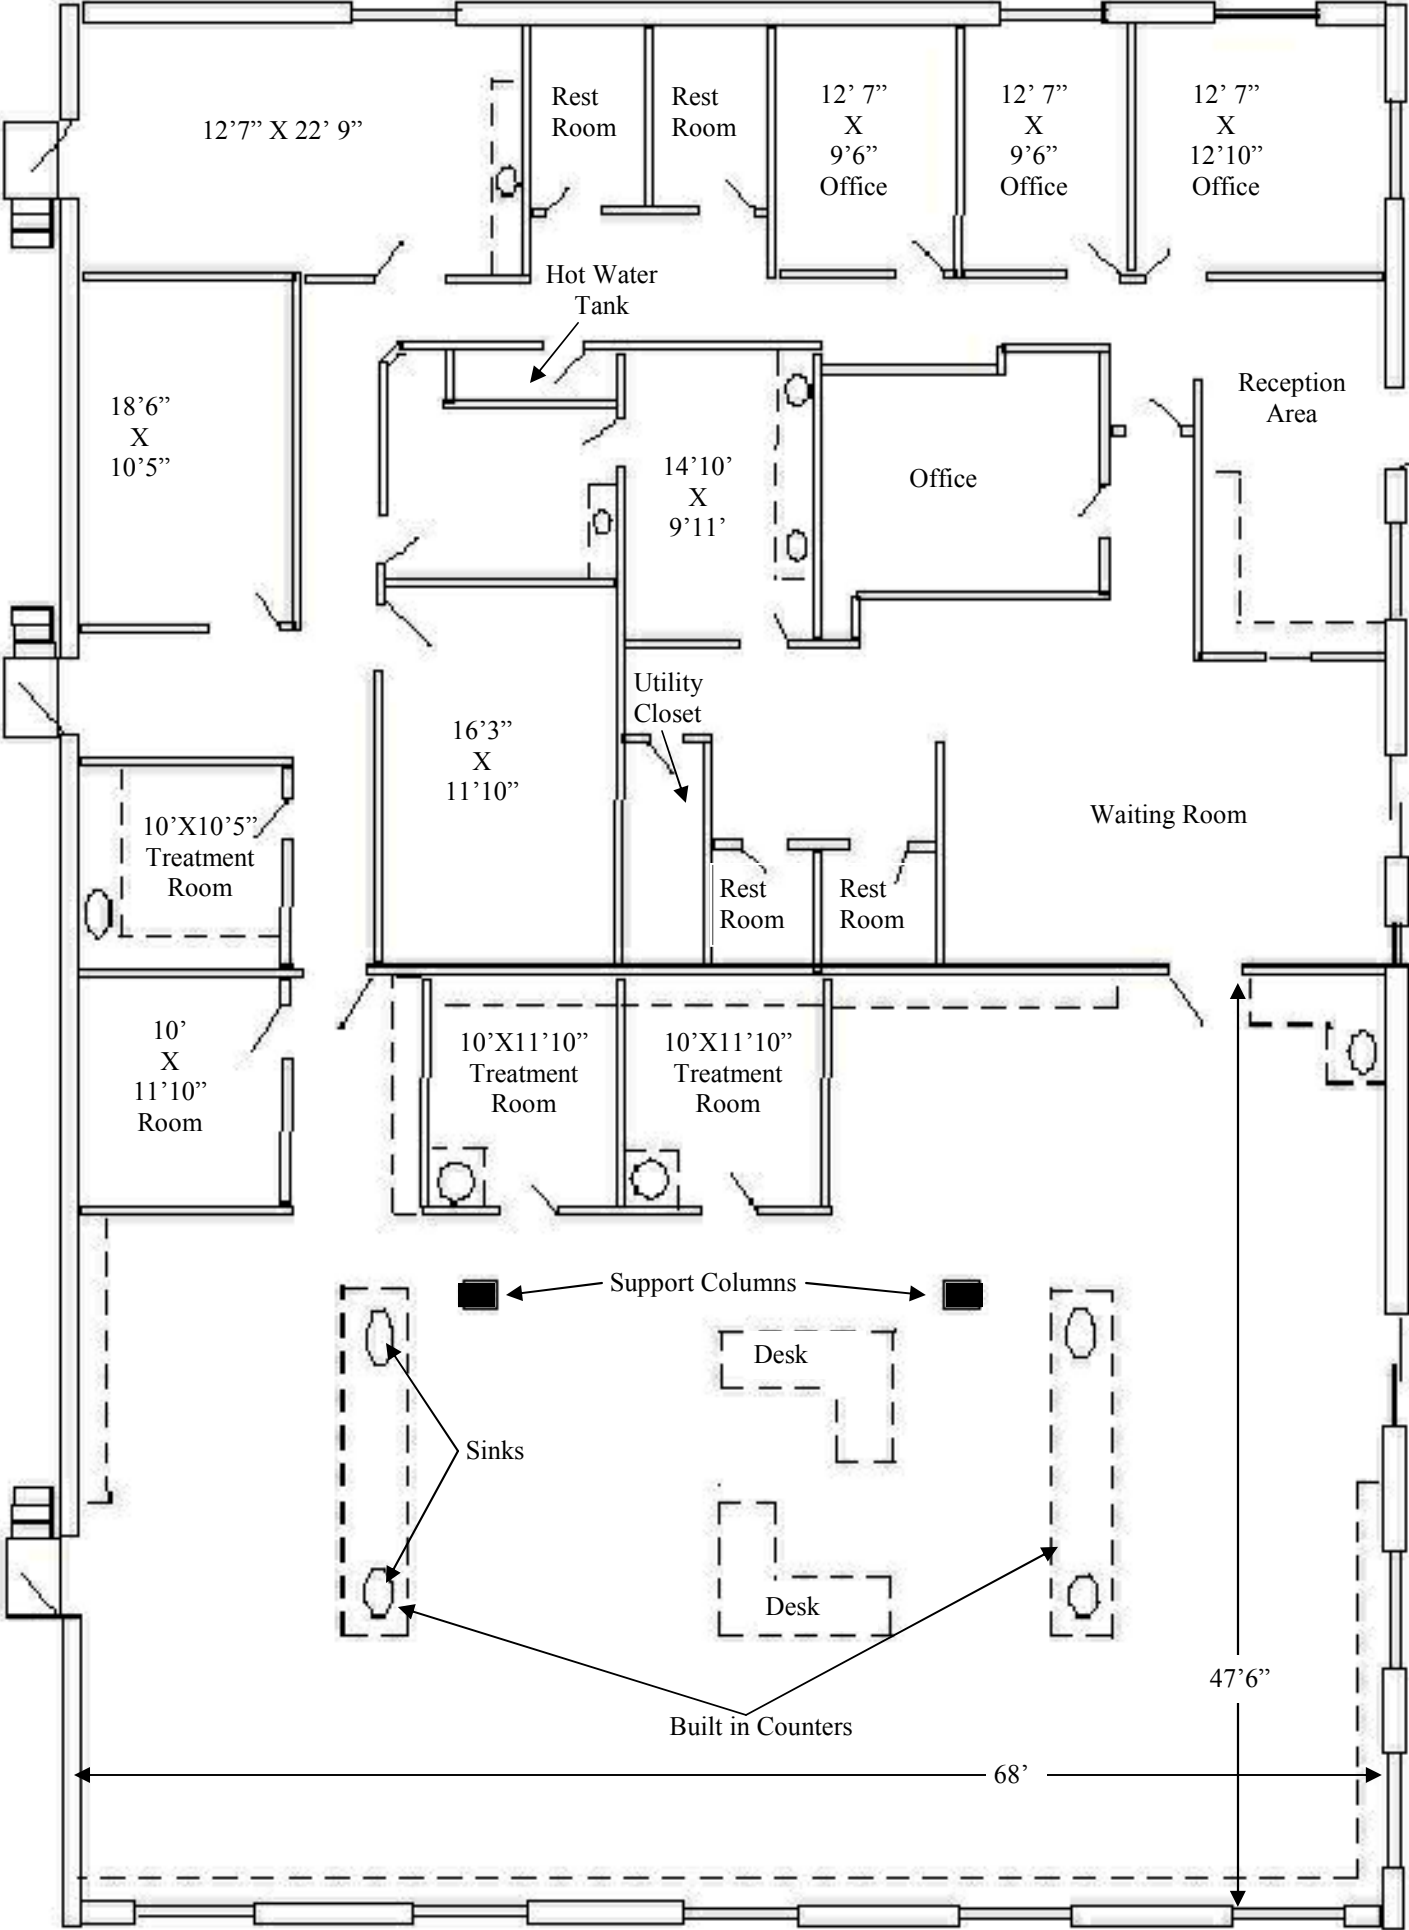 12’7” X 22’ 9”
Rest
Room
Rest
Room
12’ 7”
X
9’6”
Office
12’ 7”
X
9’6”
Office
12’ 7”
X
12’10”
Office
Hot Water
Tank
18’6”
X
10’5”
14’10’
X
9’11’
Office
Reception
Area
Utility
Closet
16’3”
X
11’10”
Waiting Room
10’X10’5”
Treatment
Room
Rest
Room
Rest
Room
10’
X
11’10”
Room
10’X11’10”
Treatment
Room
10’X11’10”
Treatment
Room
Support Columns
Desk
Sinks
Desk
47’6”
Built in Counters
68’